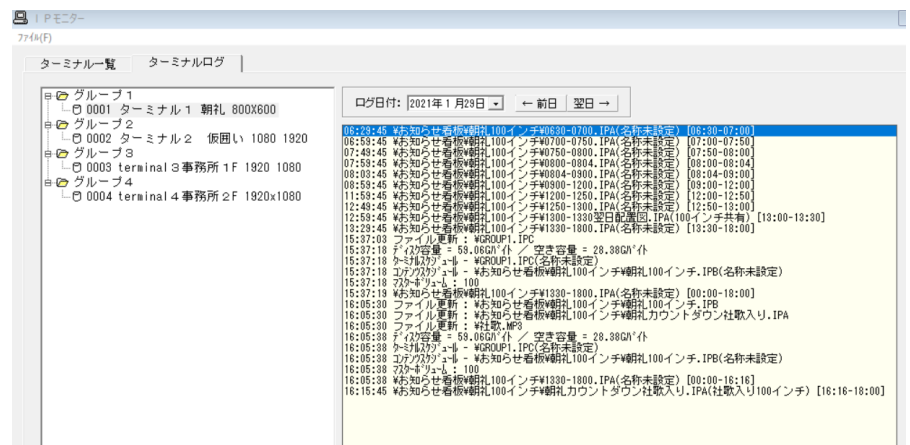 IPモニター
ファイル(F)
ターミナル一覧
ターミナルログ
グループ1
0001 ターミナル1 朝礼 800X600
グループ2
0002 ターミナル2 仮囲い 1080 1920
グループ3
0003 terminal3事務所1F 1920 1080
グループ4
0004 terminal4事務所2F 1920x1080
ログ日付: 2021年 1月29日 ←前日 翌日→
06:29:45 ¥お知らせ看板¥朝礼100インチ¥0630-0700.IPA(名称未設定) [06:30-07:00]
06:59:45 ¥お知らせ看板¥朝礼100インチ¥0700-0750.IPA(名称未設定) [07:00-07:50]
07:49:45 ¥お知らせ看板¥朝礼100インチ¥0750-0800.IPA(名称未設定) [07:50-08:00]
07:59:45 ¥お知らせ看板¥朝礼100インチ¥0800-0804.IPA(名称未設定) [08:00-08:04]
08:03:45 ¥お知らせ看板¥朝礼100インチ¥0804-0900.IPA(名称未設定) [08:04-09:00]
08:59:45 ¥お知らせ看板¥朝礼100インチ¥0900-1200.IPA(名称未設定) [09:00-12:00]
11:59:45 ¥お知らせ看板¥朝礼100インチ¥1200-1250.IPA(名称未設定) [12:00-12:50]
12:49:45 ¥お知らせ看板¥朝礼100インチ¥1250-1300.IPA(名称未設定) [12:50-13:00]
12:59:45 ¥お知らせ看板¥朝礼100インチ¥1300-1330翌日配置図.IPA(100インチ共有) [13:00-13:30]
13:29:45 ¥お知らせ看板¥朝礼100インチ¥1330-1800.IPA(名称未設定) [13:30-18:00]
15:37:03 ファイル更新 : ¥GROUP1.IPC
15:37:18 ディスク容量 = 59.06Gバイト / 空き容量 = 28.38Gバイト
15:37:18 ターミナルスケジュール - ¥GROUP1.IPC(名称未設定)
15:37:18 コンテンツスケジュール - ¥お知らせ看板¥朝礼100インチ¥朝礼100インチ.IPB(名称未設定)
15:37:18 マスターボリューム : 100
15:37:19 ¥お知らせ看板¥朝礼100インチ¥1330-1800.IPA(名称未設定) [00:00-18:00]
16:05:30 ファイル更新 : ¥お知らせ看板¥朝礼100インチ¥朝礼100インチ.IPB
16:05:30 ファイル更新 : ¥お知らせ看板¥朝礼100インチ¥朝礼カウントダウン社歌入り.IPA
16:05:30 ファイル更新 : ¥社歌.MP3
16:05:38 ディスク容量 = 59.06Gバイト / 空き容量 = 28.38Gバイト
16:05:38 ターミナルスケジュール - ¥GROUP1.IPC(名称未設定)
16:05:38 コンテンツスケジュール - ¥お知らせ看板¥朝礼100インチ¥朝礼100インチ.IPB(名称未設定)
16:05:38 マスターボリューム : 100
16:05:38 ¥お知らせ看板¥朝礼100インチ¥1330-1800.IPA(名称未設定) [00:00-16:16]
16:15:45 ¥お知らせ看板¥朝礼100インチ¥朝礼カウントダウン社歌入り.IPA(社歌入り100インチ) [16:16-18:00]